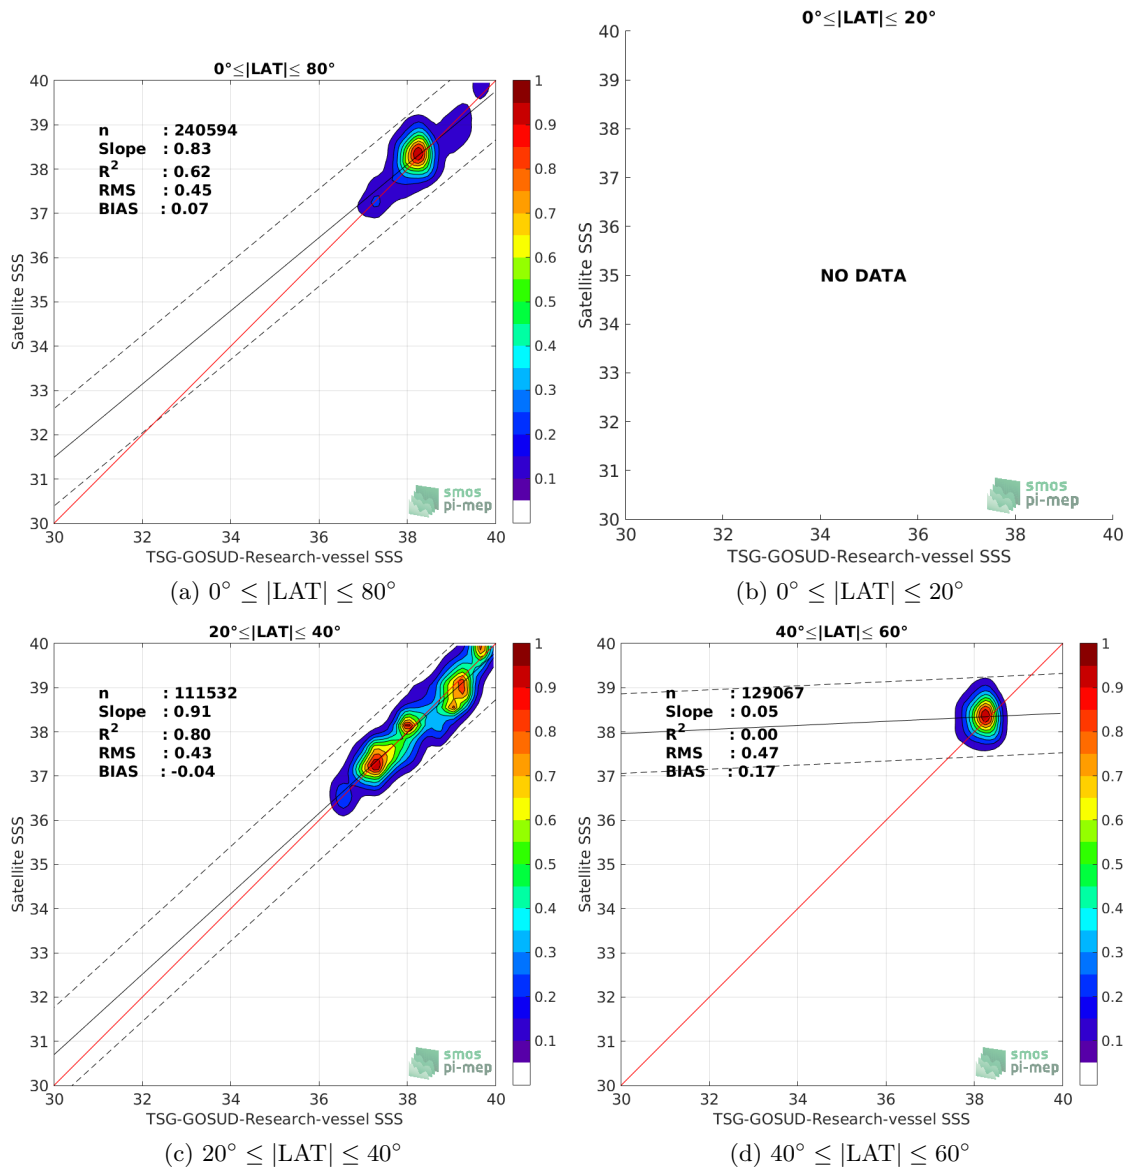 0°≤|LAT|≤ 80°
n : 240594
Slope : 0.83
R2 : 0.62
RMS : 0.45
BIAS : 0.07
40
39
38
37
36
35
34
33
32
31
30
30 32 34 36 38 40
Satellite SSS
TSG-GOSUD-Research-vessel SSS
1
0.9
0.8
0.7
0.6
0.5
0.4
0.3
0.2
0.1
smos
pi-mep
(a) 0° ≤ |LAT| ≤ 80°
0°≤|LAT|≤ 20°
40
39
38
37
36
35
34
33
32
31
30
30 32 34 36 38 40
Satellite SSS
NO DATA
TSG-GOSUD-Research-vessel SSS
smos
pi-mep
(b) 0° ≤ |LAT| ≤ 20°
20°≤|LAT|≤ 40°
n : 111532
Slope : 0.91
R2 : 0.80
RMS : 0.43
BIAS : -0.04
40
39
38
37
36
35
34
33
32
31
30
30 32 34 36 38 40
Satellite SSS
TSG-GOSUD-Research-vessel SSS
1
0.9
0.8
0.7
0.6
0.5
0.4
0.3
0.2
0.1
smos
pi-mep
(c) 20° ≤ |LAT| ≤ 40°
40°≤|LAT|≤ 60°
n : 129067
Slope : 0.05
R2 : 0.00
RMS : 0.47
BIAS : 0.17
40
39
38
37
36
35
34
33
32
31
30
30 32 34 36 38 40
Satellite SSS
TSG-GOSUD-Research-vessel SSS
1
0.9
0.8
0.7
0.6
0.5
0.4
0.3
0.2
0.1
smos
pi-mep
(d) 40° ≤ |LAT| ≤ 60°